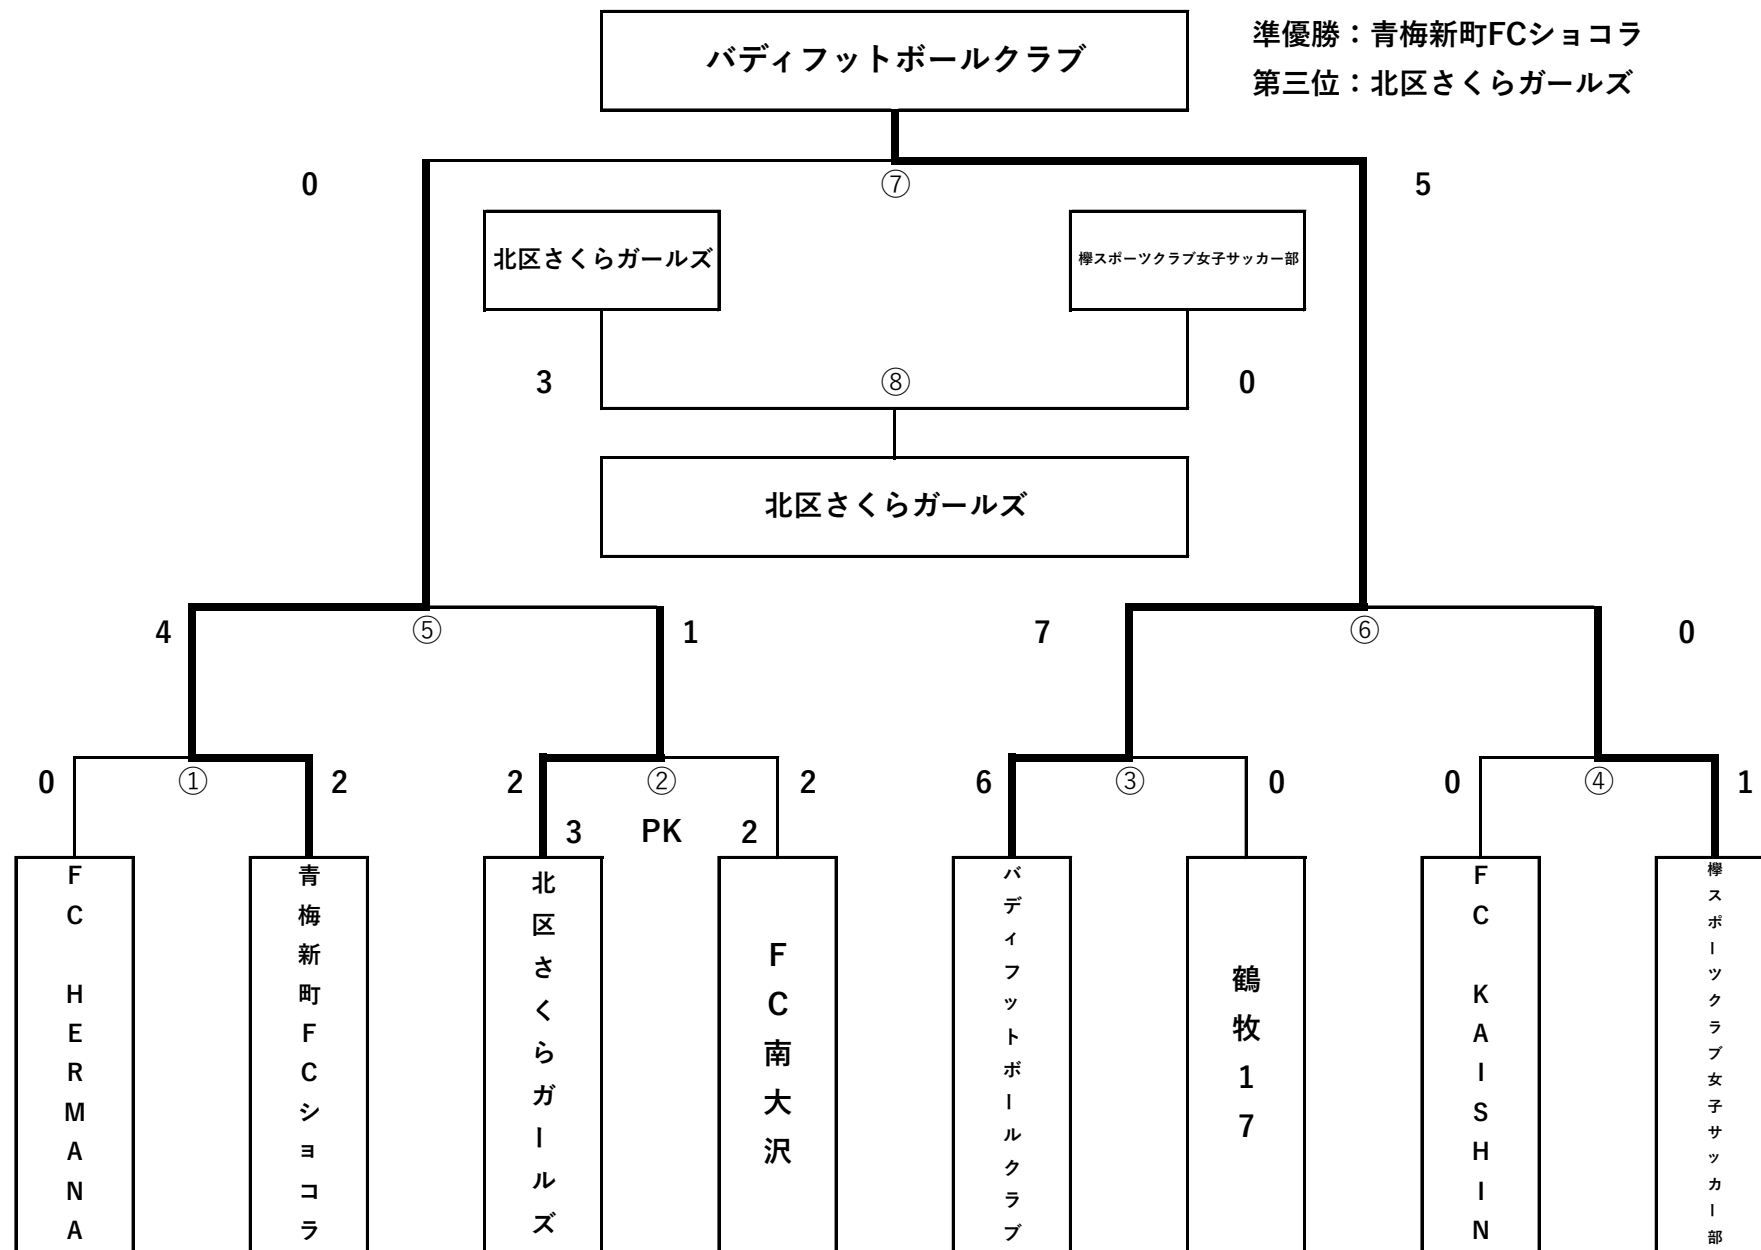 バディフットボールクラブ
準優勝：青梅新町FCショコラ
第三位：北区さくらガールズ
0
⑦
5
北区さくらガールズ
欅スポーツクラブ女子サッカー部
3
⑧
0
北区さくらガールズ
4
⑤
1
7
⑥
0
0
①
2
2
②
2
6
③
0
0
④
1
3
PK
2
FC HERMANA
青梅新町FCショコラ
北区さくらガールズ
FC南大沢
バディフットボールクラブ
鶴牧17
FC KAISHIN
欅スポーツクラブ女子サッカー部